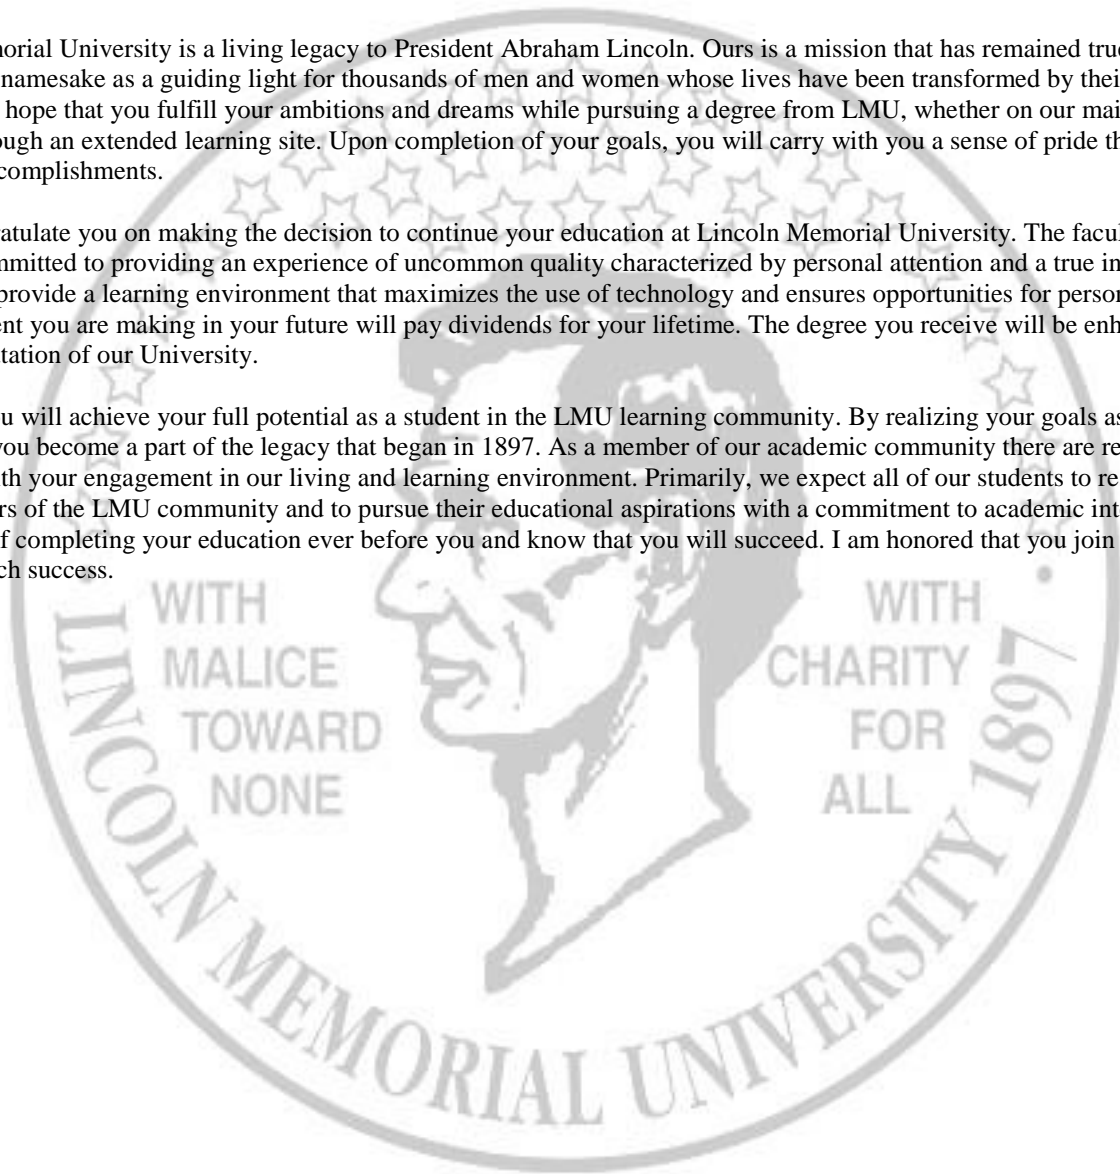 morial University is a living legacy to President Abraham Lincoln. Ours is a mission that has remained true
namesake as a guiding light for thousands of men and women whose lives have been transformed by their
hope that you fulfill your ambitions and dreams while pursuing a degree from LMU, whether on our mai
ough an extended learning site. Upon completion of your goals, you will carry with you a sense of pride th
ccomplishments.
ratulate you on making the decision to continue your education at Lincoln Memorial University. The facul
mmitted to providing an experience of uncommon quality characterized by personal attention and a true in
provide a learning environment that maximizes the use of technology and ensures opportunities for person
ent you are making in your future will pay dividends for your lifetime. The degree you receive will be enh
tation of our University.
ou will achieve your full potential as a student in the LMU learning community. By realizing your goals as
you become a part of the legacy that began in 1897. As a member of our academic community there are re
ith your engagement in our living and learning environment. Primarily, we expect all of our students to re
rs of the LMU community and to pursue their educational aspirations with a commitment to academic int
f completing your education ever before you and know that you will succeed. I am honored that you join
ch success.
WITH
MALICE
TOWARD
NONE
WITH
CHARITY
FOR
ALL
LINCOLN MEMORIAL UNIVERSITY 1897